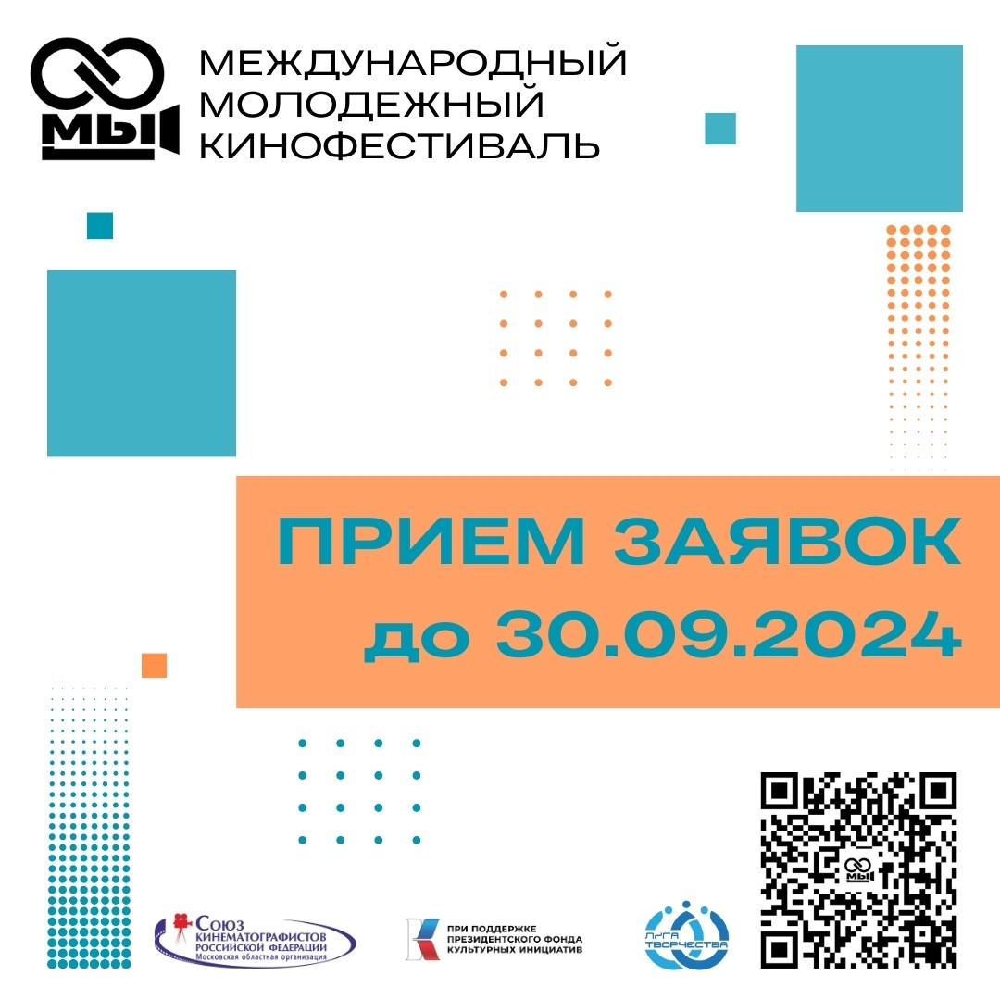 МЫ
МЕЖДУНАРОДНЫЙ
МОЛОДЕЖНЫЙ
КИНОФЕСТИВАЛЬ
ПРИЕМ ЗАЯВОК
до 30.09.2024
МЫ
СОЮЗ
КИНЕМАТОГРАФИСТОВ
РОССИЙСКОЙ ФЕДЕРАЦИИ
Московская областная организация
ПРИ ПОДДЕРЖКЕ
ПРЕЗИДЕНТСКОГО ФОНДА
КУЛЬТУРНЫХ ИНИЦИАТИВ
ЛИГА
ТВОРЧЕСТВА